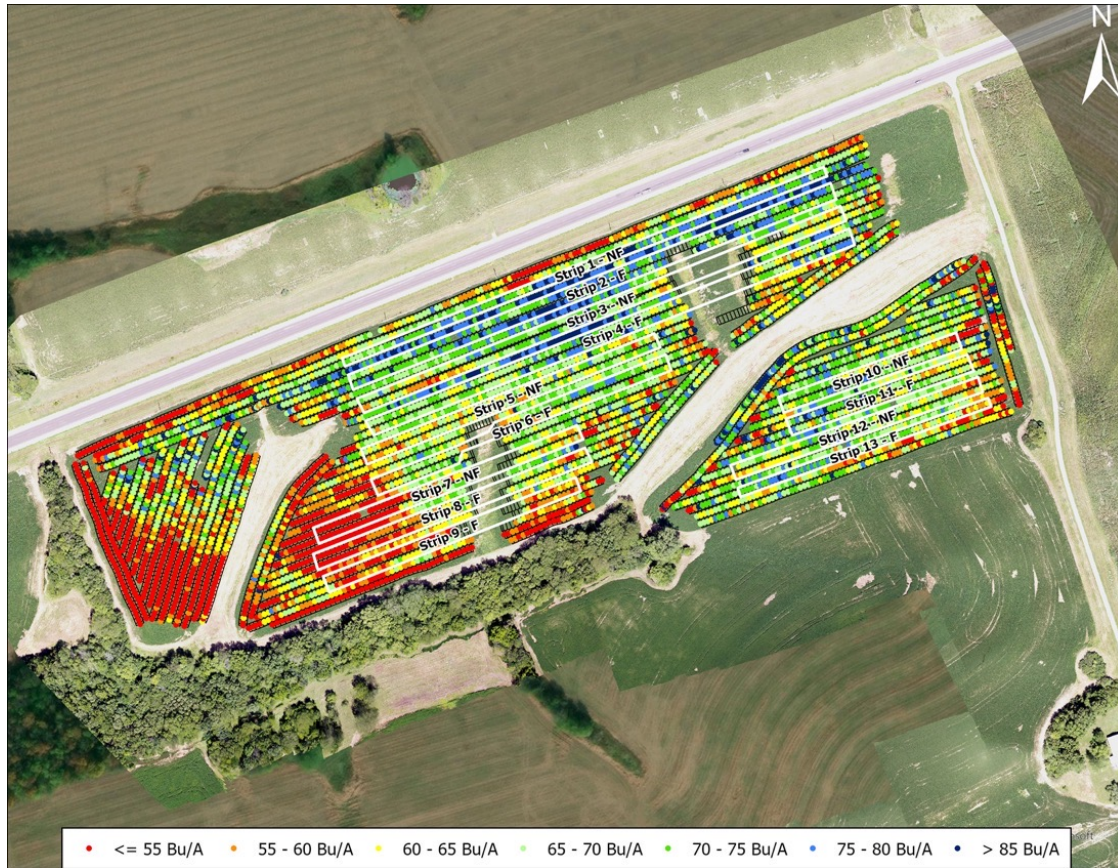 N
Strip 1 - NF
Strip 2 - F
Strip 3 - NF
Strip 4 - F
Strip 5 - NF
Strip 6 - F
Strip 7 - NF
Strip 8 - F
Strip 9 - F
Strip 10 - NF
Strip 11 - F
Strip 12 - NF
Strip 13 - F
<= 55 Bu/A 55 - 60 Bu/A 60 - 65 Bu/A 65 - 70 Bu/A 70 - 75 Bu/A 75 - 80 Bu/A > 85 Bu/A